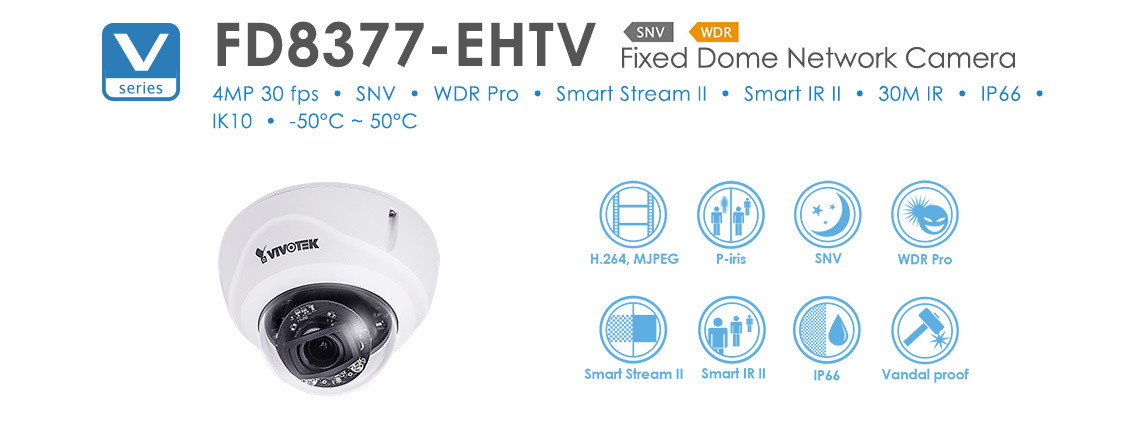 V
series
FD8377-EHTV
SNV
WDR
Fixed Dome Network Camera
4MP 30 fps • SNV • WDR Pro • Smart Stream II • Smart IR II • 30M IR • IP66 •
IK10 • -50°C ~ 50°C
VIVOTEK
H.264, MJPEG
P-iris
SNV
WDR Pro
Smart Stream II
Smart IR II
IP66
Vandal proof